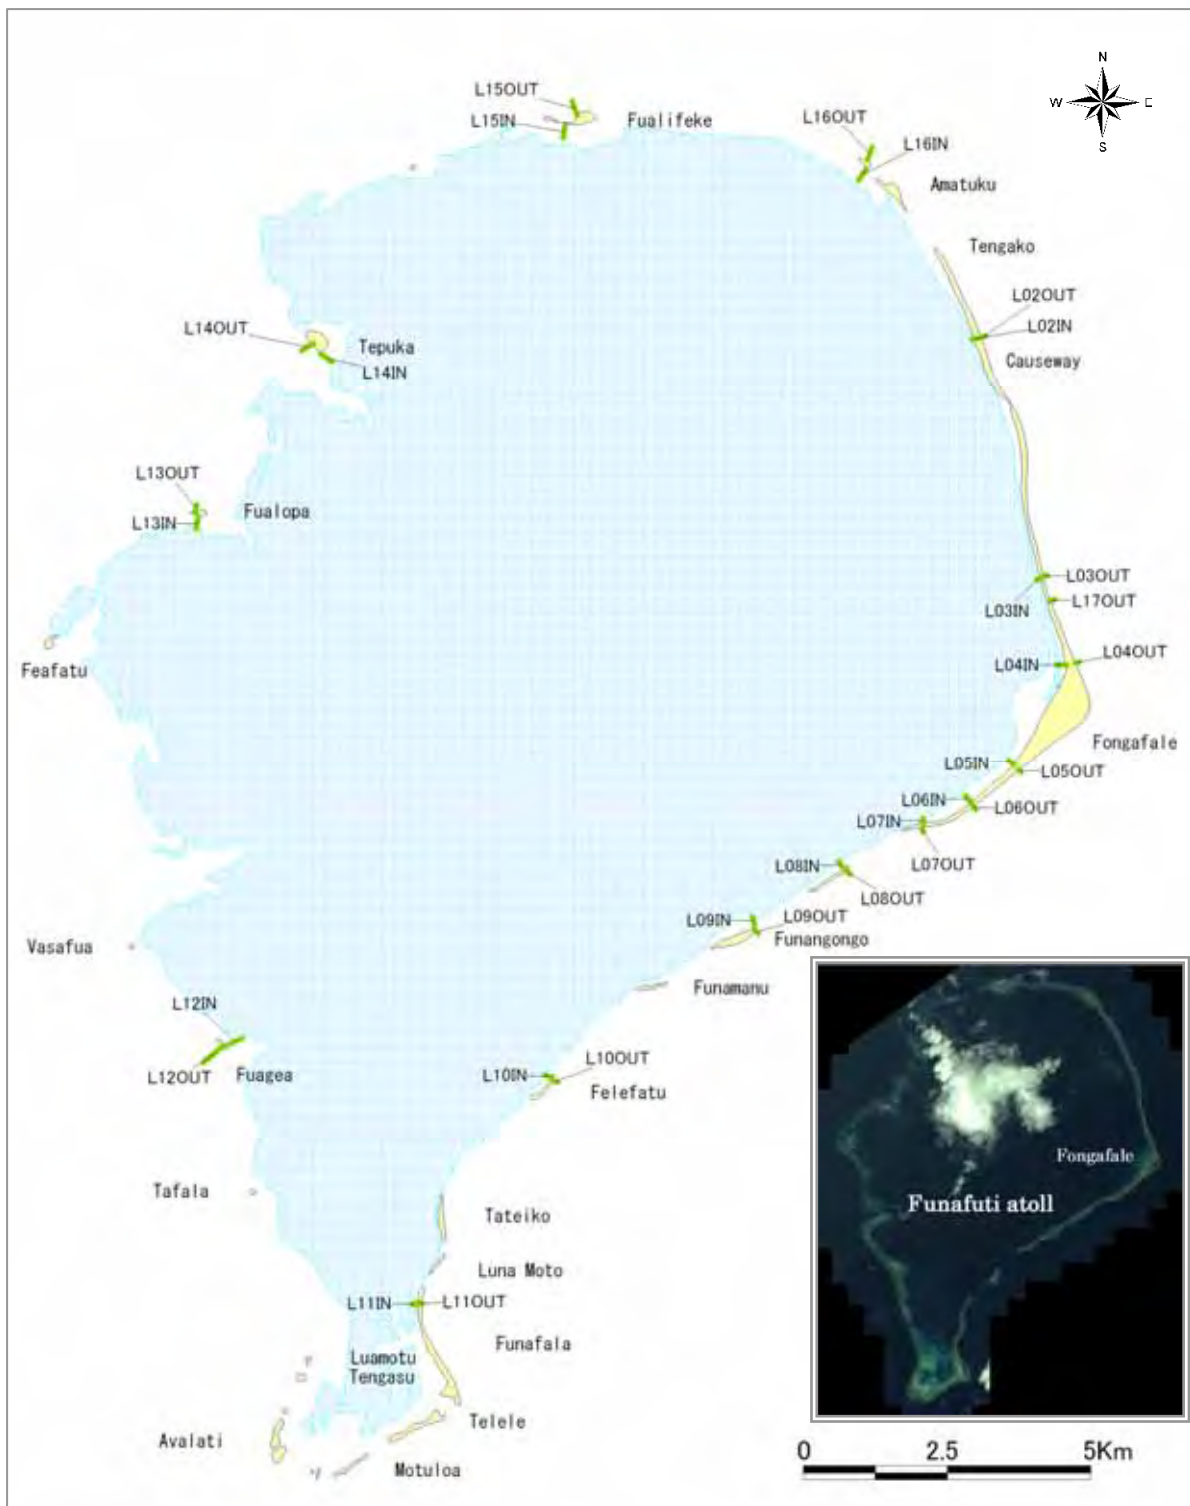 N
L15OUT
L15IN
Fualifeke
L16OUT
L16IN
W
E
S
Amatuku
Tengako
L02OUT
L02IN
Causeway
L14OUT
Tepuka
L14IN
L13OUT
L13IN
Fualopa
L03OUT
L03IN
L17OUT
Feafatu
L04IN
L04OUT
Fongafale
L05IN
L05OUT
L06IN
L06OUT
L07IN
L07OUT
L08IN
L08OUT
L09IN
L09OUT
Funangongo
Vasafua
Funamanu
L12IN
L12OUT
Fuagea
L10IN
L10OUT
Felefatu
Fongafale
Funafuti atoll
Tafala
Tateiko
Luna Moto
L11IN
L11OUT
Funafala
Luamotu
Tengasu
Telele
Avalati
Motuloa
0
2.5
5Km